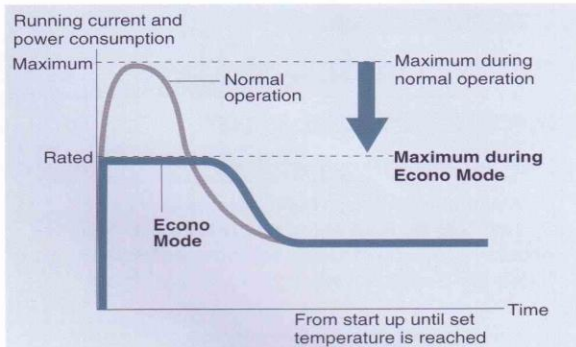 Running current and
power consumption
Maximum
Maximum during
normal operation
Normal
operation
Rated
Maximum during
Econo Mode
Econo
Mode
Time
From start up until set
temperature is reached